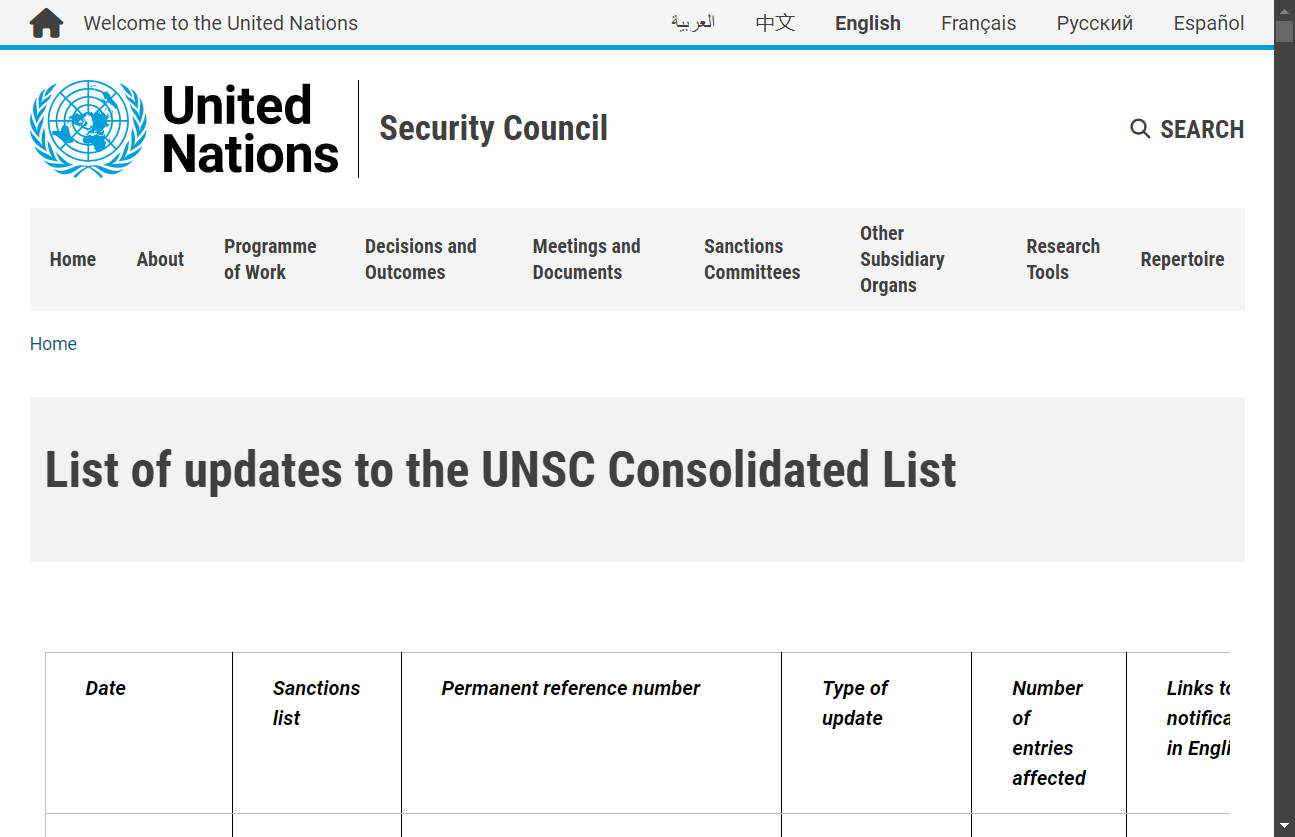 Welcome to the United Nations
العربية
中文
English
Français
Русский
Español
United
Nations
Security Council
SEARCH
Home
About
Programme
of Work
Decisions and
Outcomes
Meetings and
Documents
Sanctions
Committees
Other
Subsidiary
Organs
Research
Tools
Repertoire
Home
List of updates to the UNSC Consolidated List
Date
Sanctions
list
Permanent reference number
Type of
update
Number
of
entries
affected
Links to
notifica
in Engli